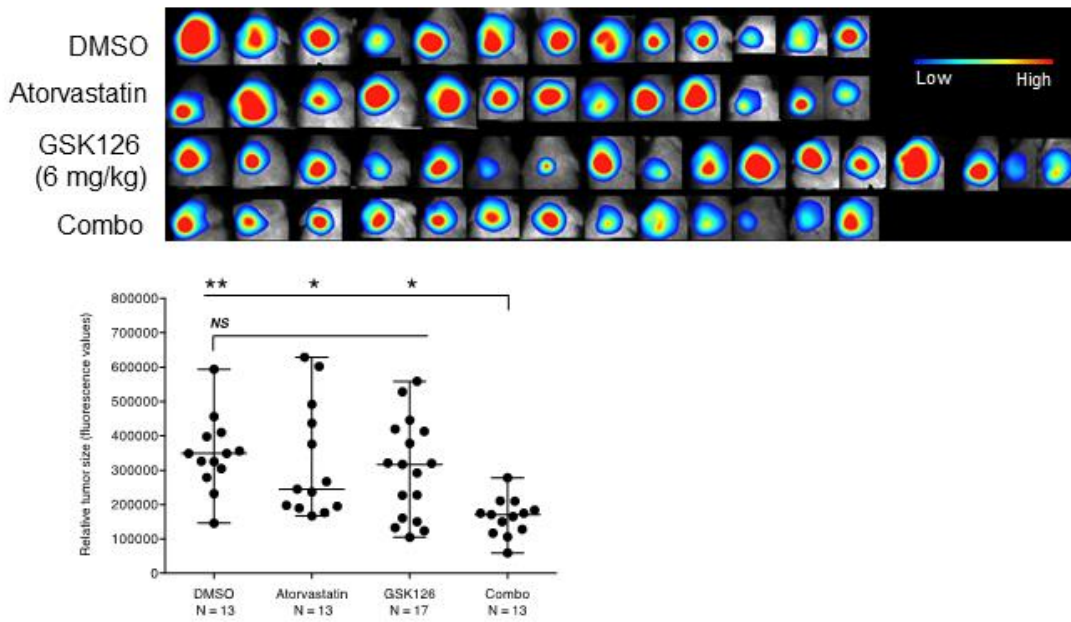 DMSO
Atorvastatin
GSK126
(6 mg/kg)
Combo
Low High
** * *
NS
800000
700000
600000
500000
400000
300000
200000
100000
0
Relative tumor size (fluorescence values)
DMSO Atorvastatin GSK126 Combo
N = 13 N = 13 N = 17 N = 13